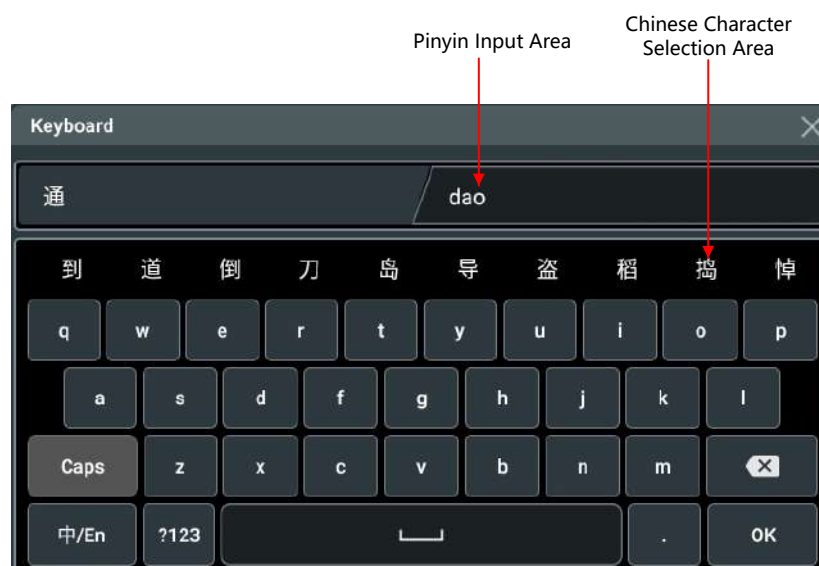 Pinyin Input Area
Chinese Character
Selection Area
Keyboard
通
dao
到 道 倒 刀 岛 导 盗 稻 捣 悼
q w e r t y u i o p
a s d f g h j k l
Caps z x c v b n m
中/En ?123 . OK